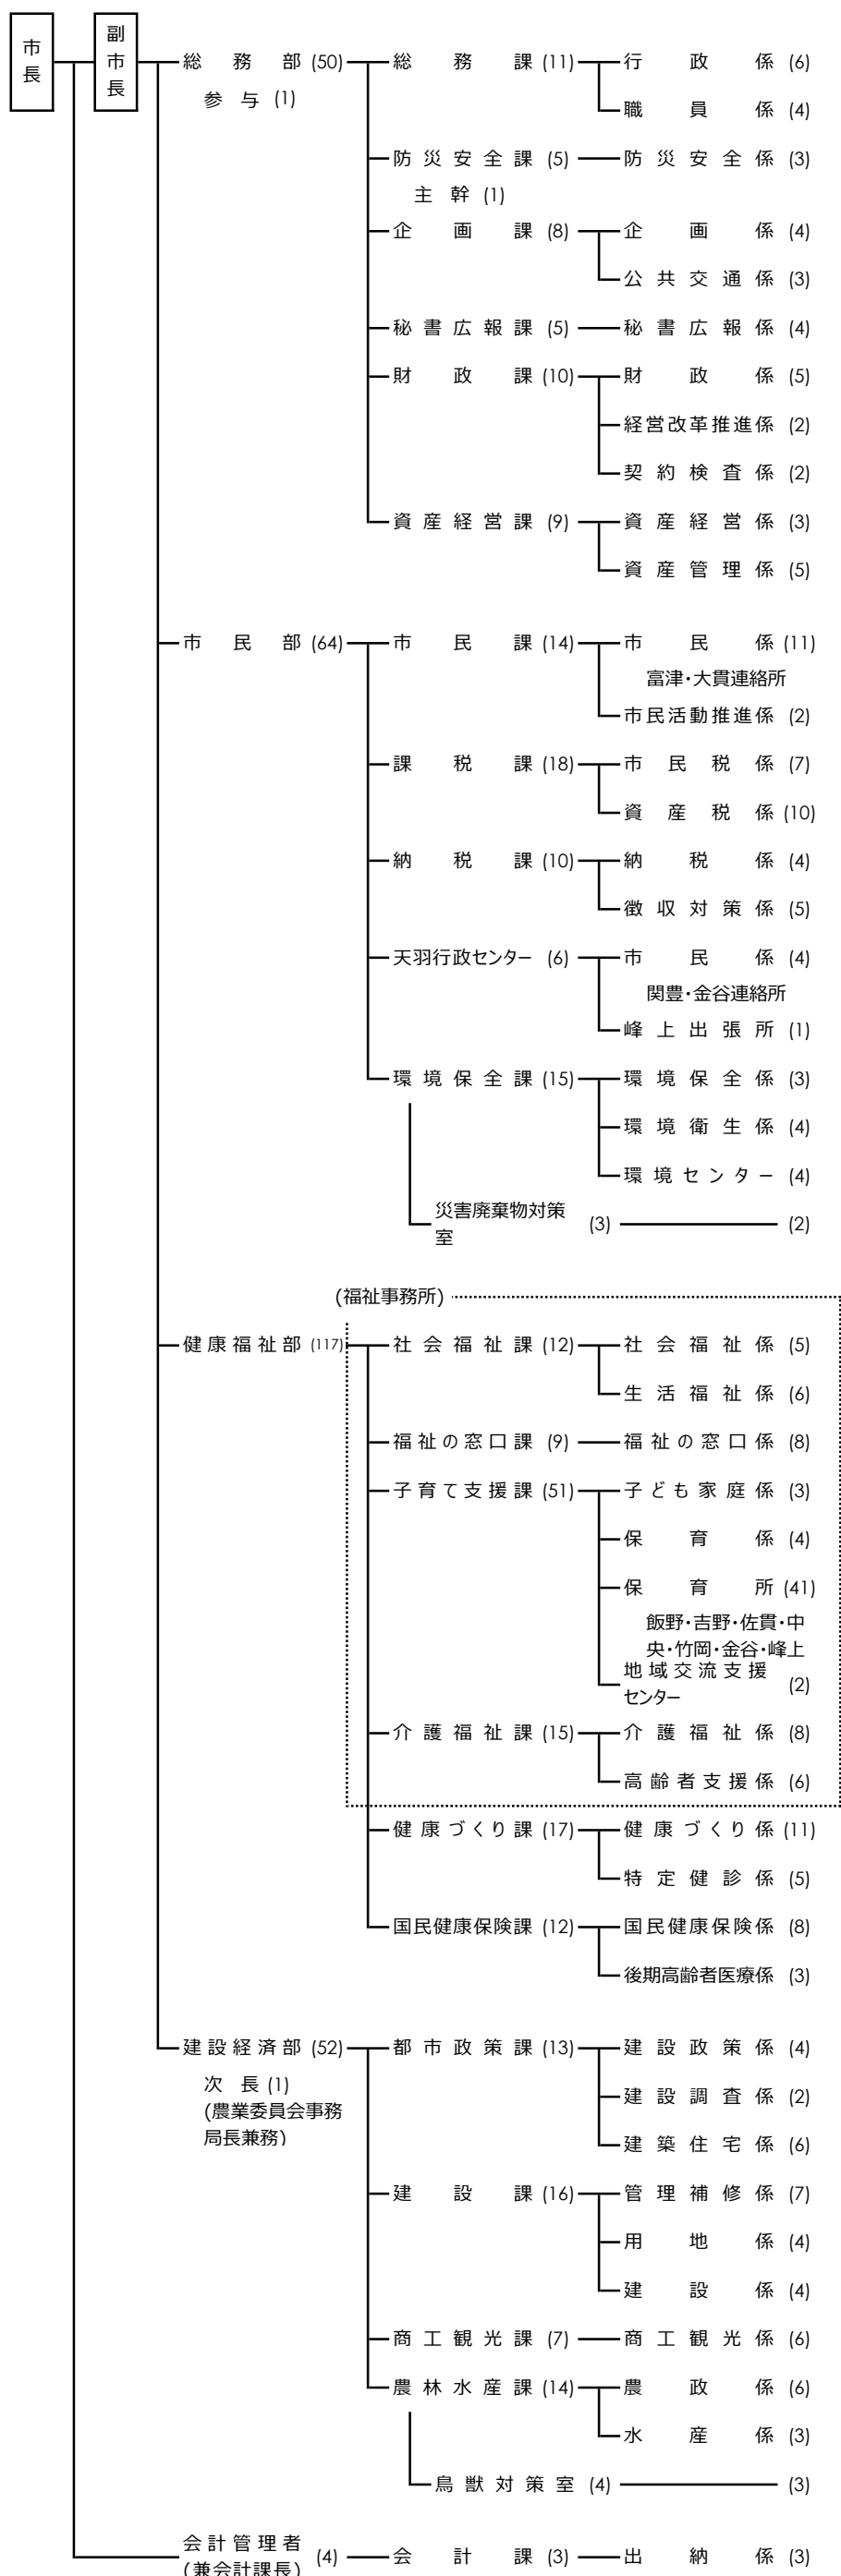 市長
副市長
総務部 (50) 総務課 (11) 行政係 (6)
参与 (1)
職員係 (4)
防災安全課 (5) 防災安全係 (3)
主幹 (1)
企画課 (8) 企画係 (4)
公共交通係 (3)
秘書広報課 (5) 秘書広報係 (4)
財政課 (10) 財政係 (5)
経営改革推進係 (2)
契約検査係 (2)
資産経営課 (9) 資産経営係 (3)
資産管理係 (5)
市民部 (64) 市民課 (14) 市民係 (11)
富津・大貫連絡所
市民活動推進係 (2)
課税課 (18) 市民税係 (7)
資産税係 (10)
納税課 (10) 納税係 (4)
徴収対策係 (5)
天羽行政センター (6) 市民係 (4)
関豊・金谷連絡所
峰上出張所 (1)
環境保全課 (15) 環境保全係 (3)
環境衛生係 (4)
環境センター (4)
災害廃棄物対策
室 (3) (2)
(福祉事務所)
健康福祉部 (117) 社会福祉課 (12) 社会福祉係 (5)
生活福祉係 (6)
福祉の窓口課 (9) 福祉の窓口係 (8)
子育て支援課 (51) 子ども家庭係 (3)
保育係 (4)
保育所 (41)
飯野・吉野・佐貫・中
央・竹岡・金谷・峰上
地域交流支援
センター (2)
介護福祉課 (15) 介護福祉係 (8)
高齢者支援係 (6)
健康づくり課 (17) 健康づくり係 (11)
特定健診係 (5)
国民健康保険課 (12) 国民健康保険係 (8)
後期高齢者医療係 (3)
建設経済部 (52) 都市政策課 (13) 建設政策係 (4)
次長 (1)
(農業委員会事務
局長兼務)
建設調査係 (2)
建築住宅係 (6)
建設課 (16) 管理補修係 (7)
用地係 (4)
建設係 (4)
商工観光課 (7) 商工観光係 (6)
農林水産課 (14) 農政係 (6)
水産係 (3)
鳥獣対策室 (4) (3)
会計管理者
(兼会計課長) (4) 会計課 (3) 出納係 (3)